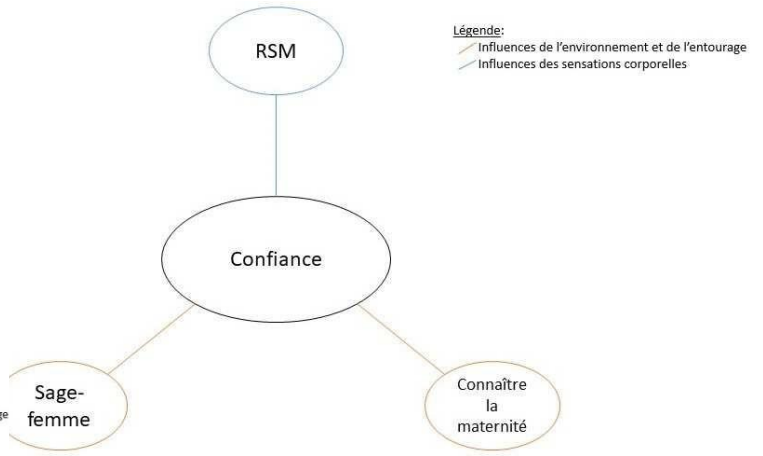 RSM
Légende:
Influences de l'environnement et de l'entourage
Influences des sensations corporelles
Confiance
Sage-
femme
Connaître
la
maternité